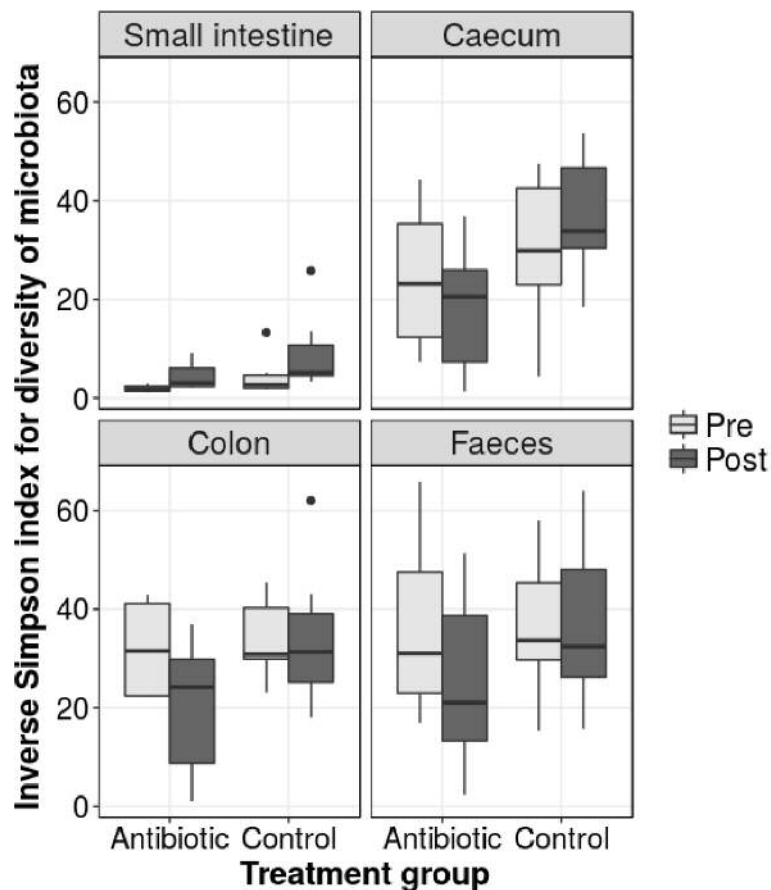 Small intestine
Caecum
60
40
20
0
Colon
Faeces
60
40
20
0
Antibiotic Control
Antibiotic Control
Treatment group
Inverse Simpson index for diversity of microbiota
Pre
Post